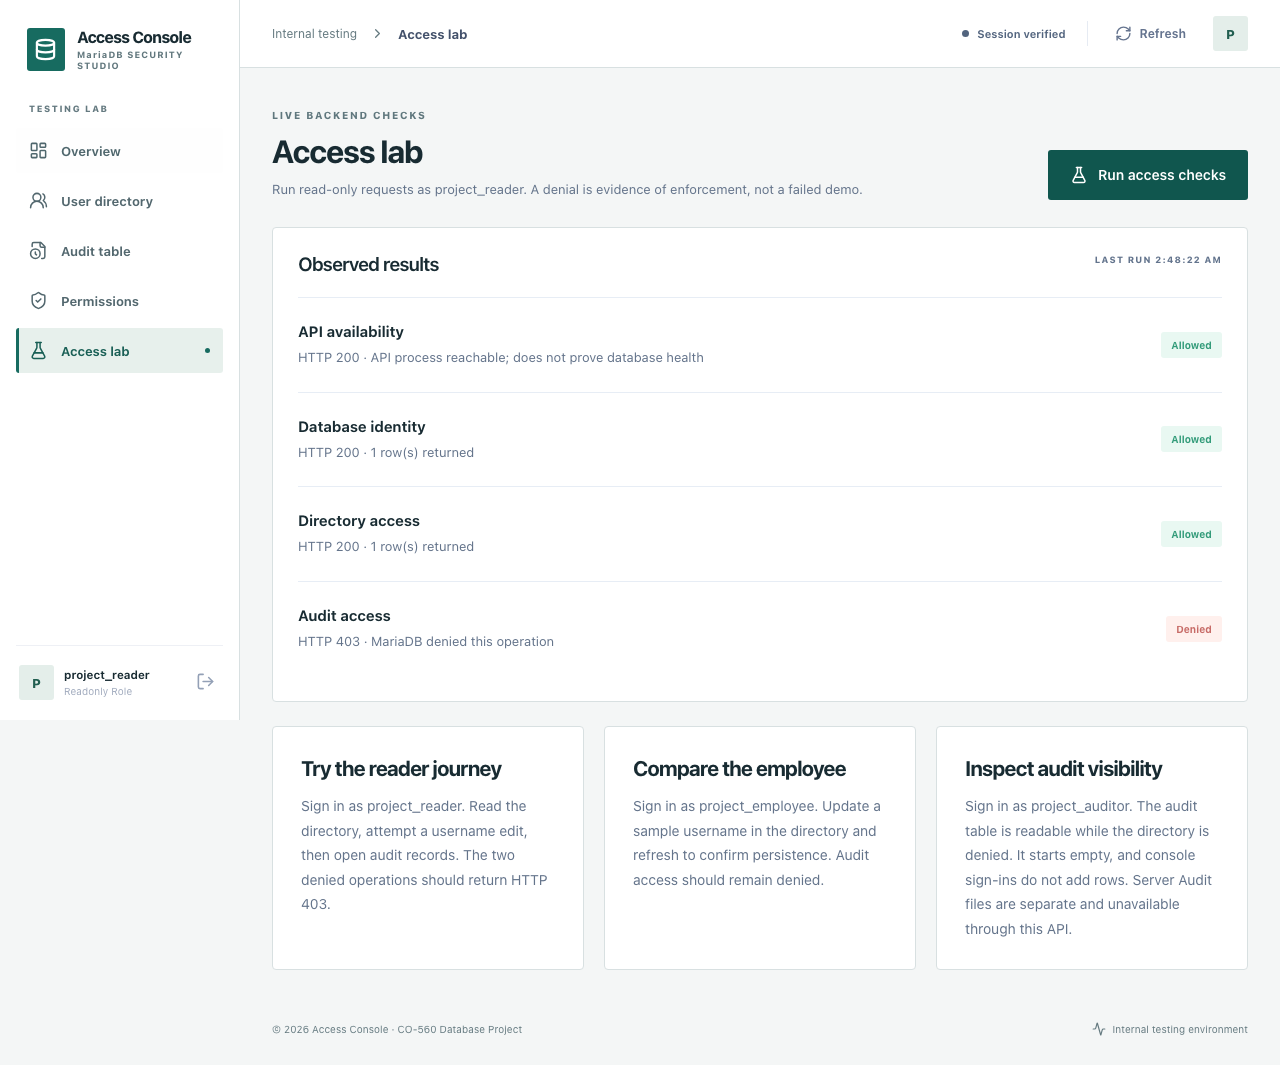 Access Console
MariaDB SECURITY
STUDIO
TESTING LAB
Overview
User directory
Audit table
Permissions
Access lab
P
project_reader
Readonly Role
Internal testing
Access lab
Session verified
Refresh
P
LIVE BACKEND CHECKS
Access lab
Run read-only requests as project_reader. A denial is evidence of enforcement, not a failed demo.
Run access checks
Observed results
LAST RUN 2:48:22 AM
API availability
HTTP 200 · API process reachable; does not prove database health
Allowed
Database identity
HTTP 200 · 1 row(s) returned
Allowed
Directory access
HTTP 200 · 1 row(s) returned
Allowed
Audit access
HTTP 403 · MariaDB denied this operation
Denied
Try the reader journey
Sign in as project_reader. Read the
directory, attempt a username edit,
then open audit records. The two
denied operations should return HTTP
403.
Compare the employee
Sign in as project_employee. Update a
sample username in the directory and
refresh to confirm persistence. Audit
access should remain denied.
Inspect audit visibility
Sign in as project_auditor. The audit
table is readable while the directory is
denied. It starts empty, and console
sign-ins do not add rows. Server Audit
files are separate and unavailable
through this API.
© 2026 Access Console · CO-560 Database Project
Internal testing environment